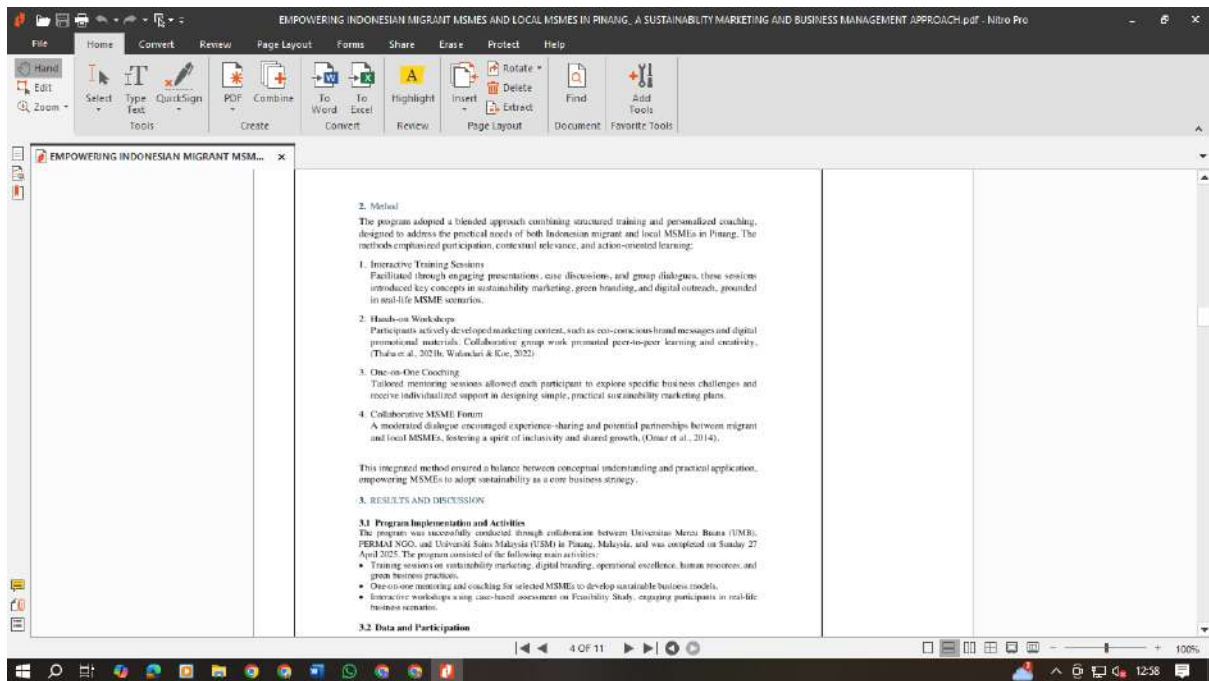 EMPOWERING INDONESIAN MIGRANT MSMES AND LOCAL MSMES IN PINANG_ A SUSTAINABILITY MARKETING AND BUSINESS MANAGEMENT APPROACH.pdf - Nitro Pro
File Home Convert Review Page Layout Forms Share Erase Protect Help
Hand
Edit
Zoom
Select
Type Text
QuickSign
Tools
PDF
Combine
Create
To Word
To Excel
Convert
Highlight
Review
Insert
Rotate
Delete
Extract
Page Layout
Find
Document
Add Tools
Favorite Tools
EMPOWERING INDONESIAN MIGRANT MSM...
2. Method
The program adopted a blended approach combining structured training and personalized coaching,
designed to address the practical needs of both Indonesian migrant and local MSMEs in Pinang. The
methods emphasized participation, contextual relevance, and action-oriented learning:
1. Interactive Training Sessions
Facilitated through engaging presentations, case discussions, and group dialogues, these sessions
introduced key concepts in sustainability marketing, green branding, and digital outreach, grounded
in real-life MSME scenarios.
2. Hands-on Workshops
Participants actively developed marketing content, such as eco-conscious brand messages and digital
promotional materials. Collaborative group work promoted peer-to-peer learning and creativity,
(Thaha et al., 2021b; Wulandari & Koe, 2022)
3. One-on-One Coaching
Tailored mentoring sessions allowed each participant to explore specific business challenges and
receive individualized support in designing simple, practical sustainability marketing plans.
4. Collaborative MSME Forum
A moderated dialogue encouraged experience-sharing and potential partnerships between migrant
and local MSMEs, fostering a spirit of inclusivity and shared growth, (Omar et al., 2014).
This integrated method ensured a balance between conceptual understanding and practical application,
empowering MSMEs to adopt sustainability as a core business strategy.
3. RESULTS AND DISCUSSION
3.1 Program Implementation and Activities
The program was successfully conducted through collaboration between Universitas Mercu Buana (UMB),
PERMAI NGO, and Universiti Sains Malaysia (USM) in Pinang, Malaysia, and was completed on Sunday 27
April 2025. The program consisted of the following main activities:
• Training sessions on sustainability marketing, digital branding, operational excellence, human resources, and
green business practices.
• One-on-one mentoring and coaching for selected MSMEs to develop sustainable business models.
• Interactive workshops using case-based assessment on Feasibility Study, engaging participants in real-life
business scenarios.
3.2 Data and Participation
4 OF 11
100%
12:58